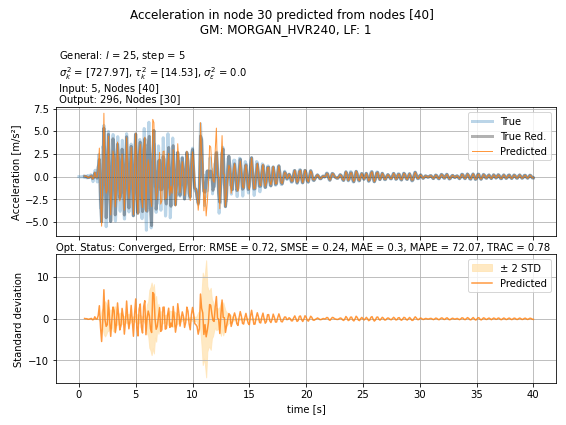 Acceleration in node 30 predicted from nodes [40]
GM: MORGAN_HVR240, LF: 1
General: l = 25, step = 5
σ²ₖ = [727.97], τ²ₖ = [14.53], σ²_ε = 0.0
Input: 5, Nodes [40]
Output: 296, Nodes [30]
7.5
5.0
2.5
0.0
−2.5
−5.0
Acceleration [m/s²]
True
True Red.
Predicted
Opt. Status: Converged, Error: RMSE = 0.72, SMSE = 0.24, MAE = 0.3, MAPE = 72.07, TRAC = 0.78
10
0
−10
Standard deviation
± 2 STD
Predicted
0 5 10 15 20 25 30 35 40
time [s]